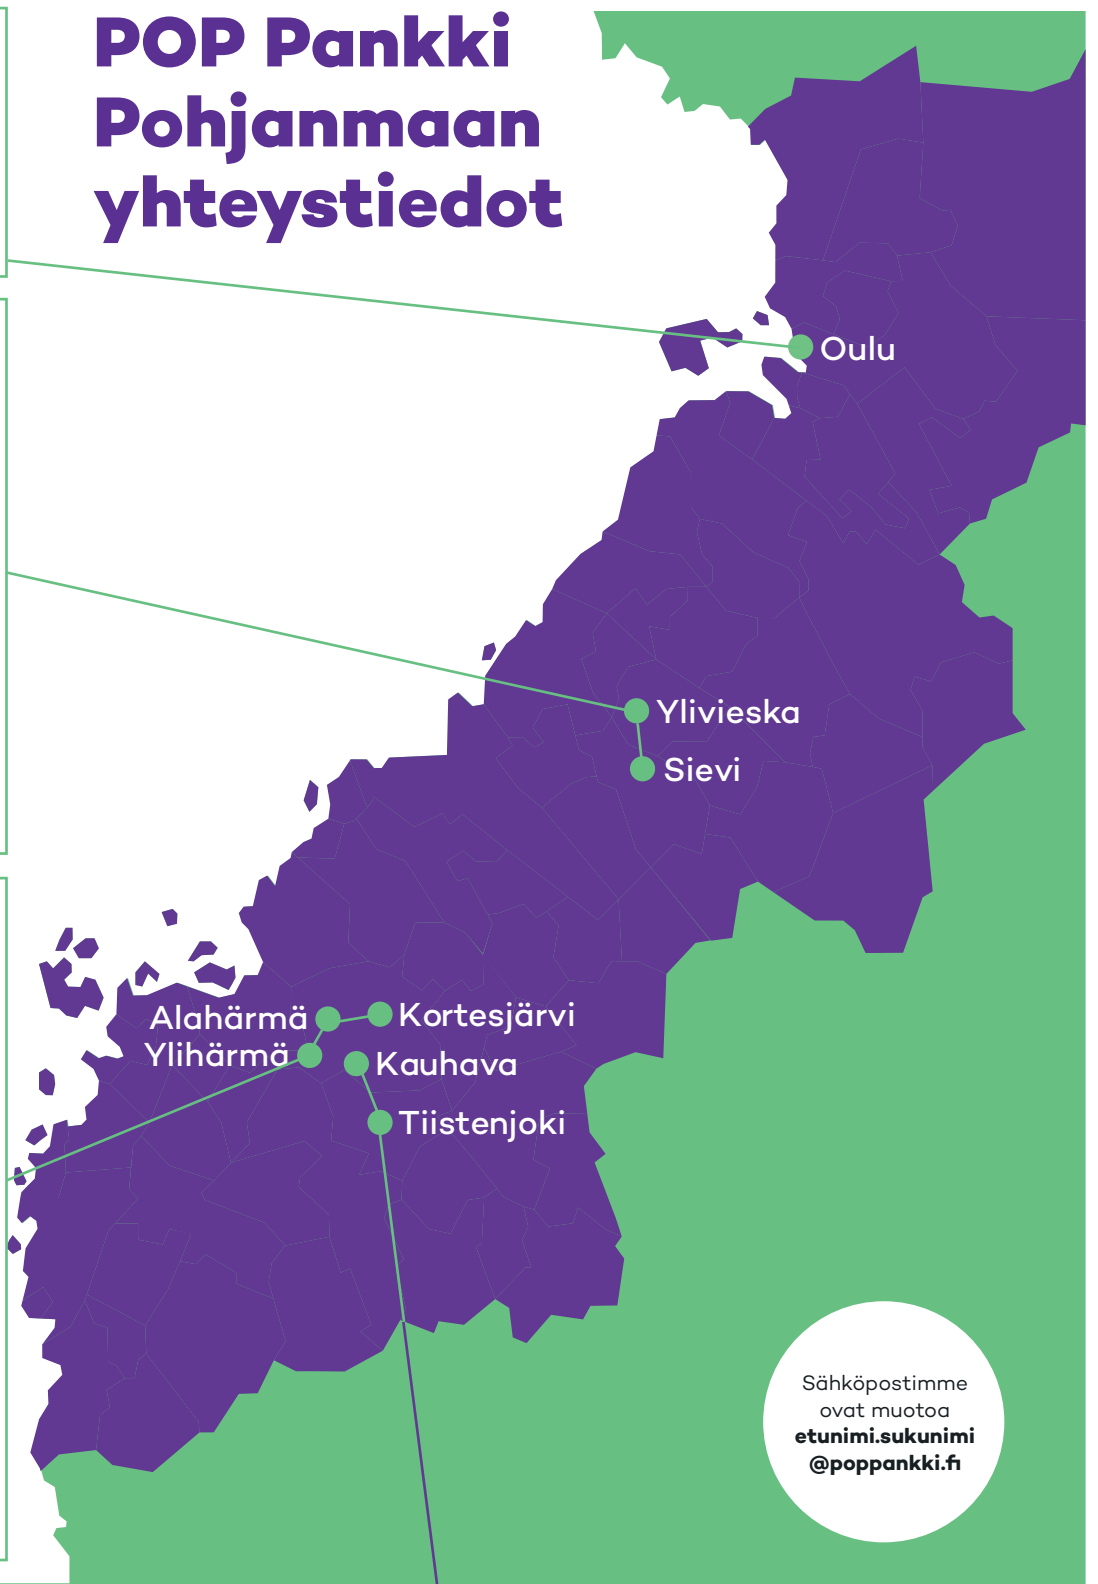 POP Pankki
Pohjanmaan
yhteystiedot
Oulu
Ylivieska
Sievi
Alahärmä
Kortesjärvi
Ylihärmä
Kauhava
Tiistenjoki
Sähköpostimme
ovat muotoa
etunimi.sukunimi
@poppankki.fi